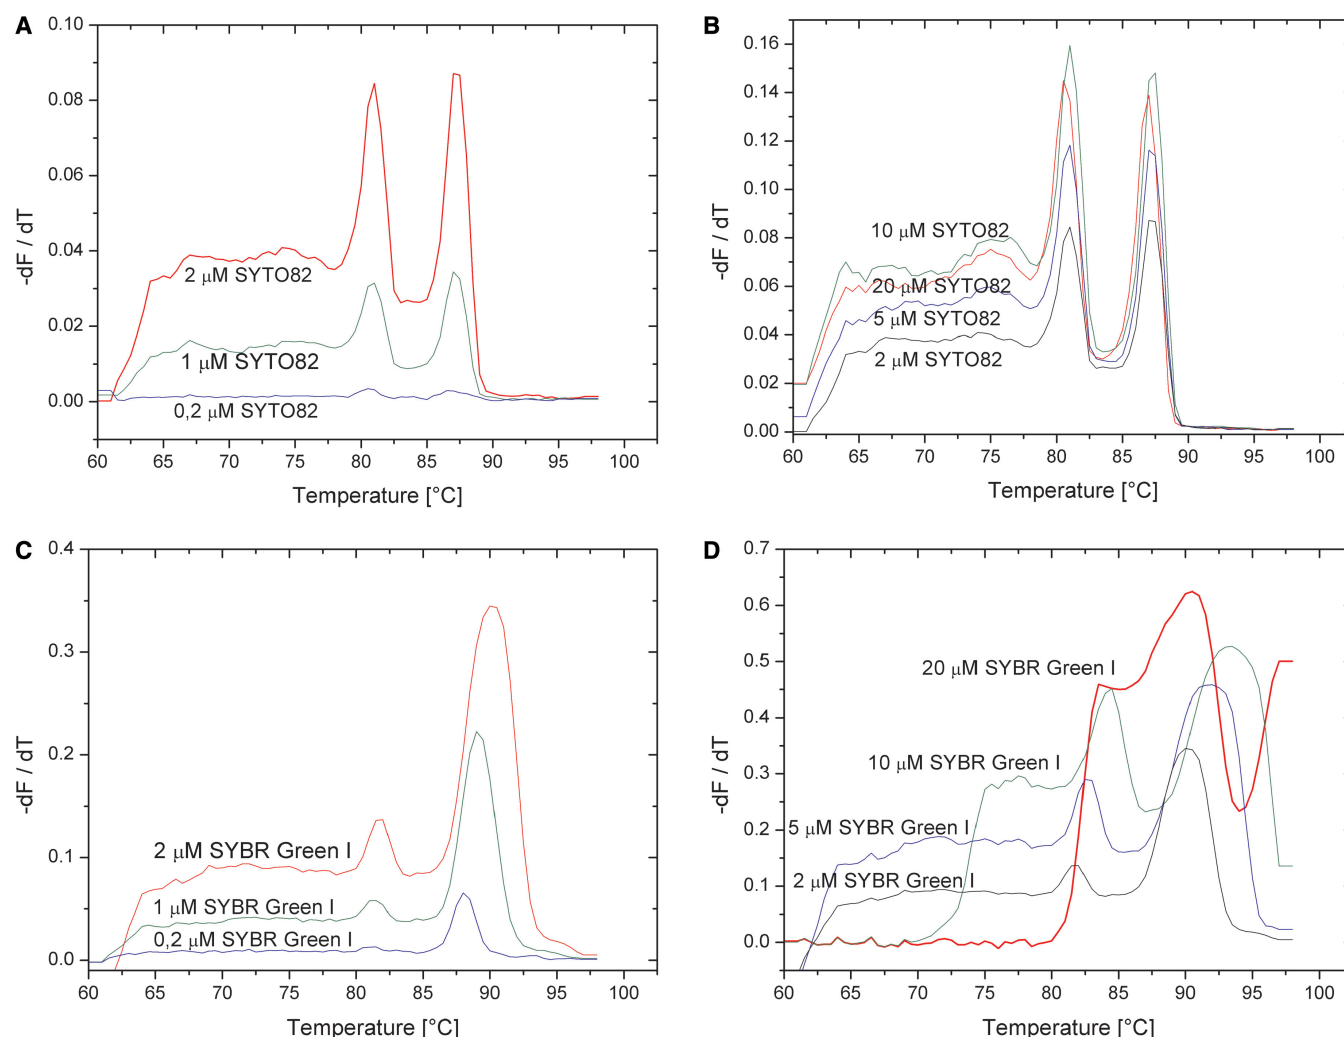 A
0.10
0.08
0.06
0.04
0.02
0.00
-dF / dT
2 μM SYTO82
1 μM SYTO82
0,2 μM SYTO82
60 65 70 75 80 85 90 95 100
Temperature [°C]
B
0.16
0.14
0.12
0.10
0.08
0.06
0.04
0.02
0.00
-dF / dT
10 μM SYTO82
20 μM SYTO82
5 μM SYTO82
2 μM SYTO82
60 65 70 75 80 85 90 95 100
Temperature [°C]
C
0.4
0.3
0.2
0.1
0.0
-dF / dT
2 μM SYBR Green I
1 μM SYBR Green I
0,2 μM SYBR Green I
60 65 70 75 80 85 90 95 100
Temperature [°C]
D
0.7
0.6
0.5
0.4
0.3
0.2
0.1
0.0
-dF / dT
20 μM SYBR Green I
10 μM SYBR Green I
5 μM SYBR Green I
2 μM SYBR Green I
60 65 70 75 80 85 90 95 100
Temperature [°C]